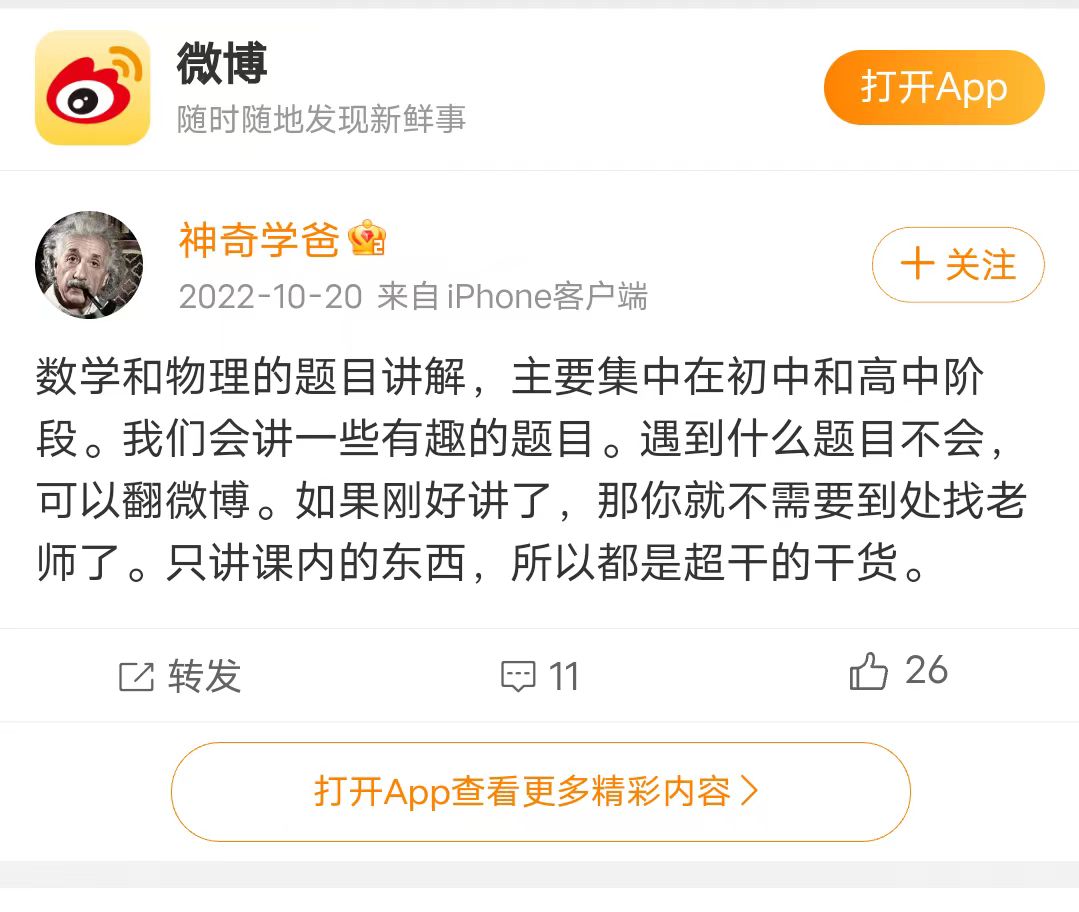 微博
随时随地发现新鲜事
打开App
神奇学爸
2022-10-20 来自iPhone客户端
+关注
数学和物理的题目讲解，主要集中在初中和高中阶
段。我们会讲一些有趣的题目。遇到什么题目不会，
可以翻微博。如果刚好讲了，那你就不需要到处找老
师了。只讲课内的东西，所以都是超干的干货。
转发
11
26
打开App查看更多精彩内容>